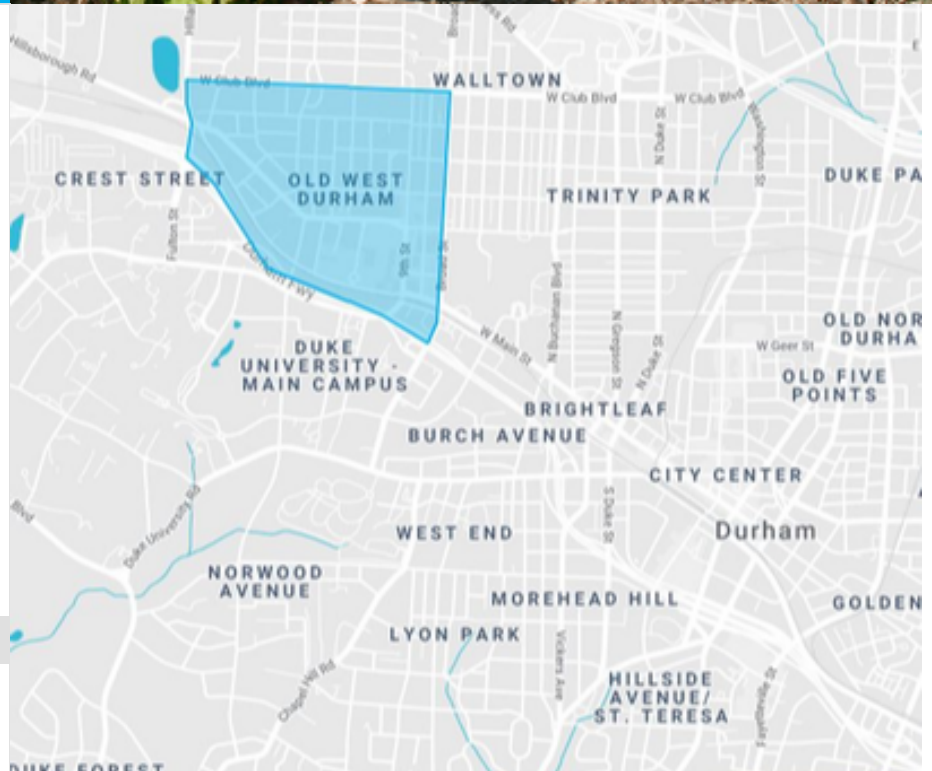 Hillsborough Rd
W Club Blvd
WALLTOWN
W Club Blvd
W Club Blvd
N Duke St
Washington St
CREST STREET
OLD WEST
DURHAM
TRINITY PARK
DUKE PA
Fulton St
9th St
Durham Fwy
N Buchanan Blvd
W Main St
N Gregson St
N Duke St
OLD NOR
DURHA
W Geer St
DUKE
UNIVERSITY -
MAIN CAMPUS
OLD FIVE
POINTS
BRIGHTLEAF
BURCH AVENUE
CITY CENTER
Blvd
Duke University Rd
S Duke St
WEST END
Durham
NORWOOD
AVENUE
MOREHEAD HILL
GOLDEN
LYON PARK
Vickers Ave
Chapel Hill Rd
HILLSIDE
AVENUE/
ST. TERESA
Fayetteville St
DUKE FOREST